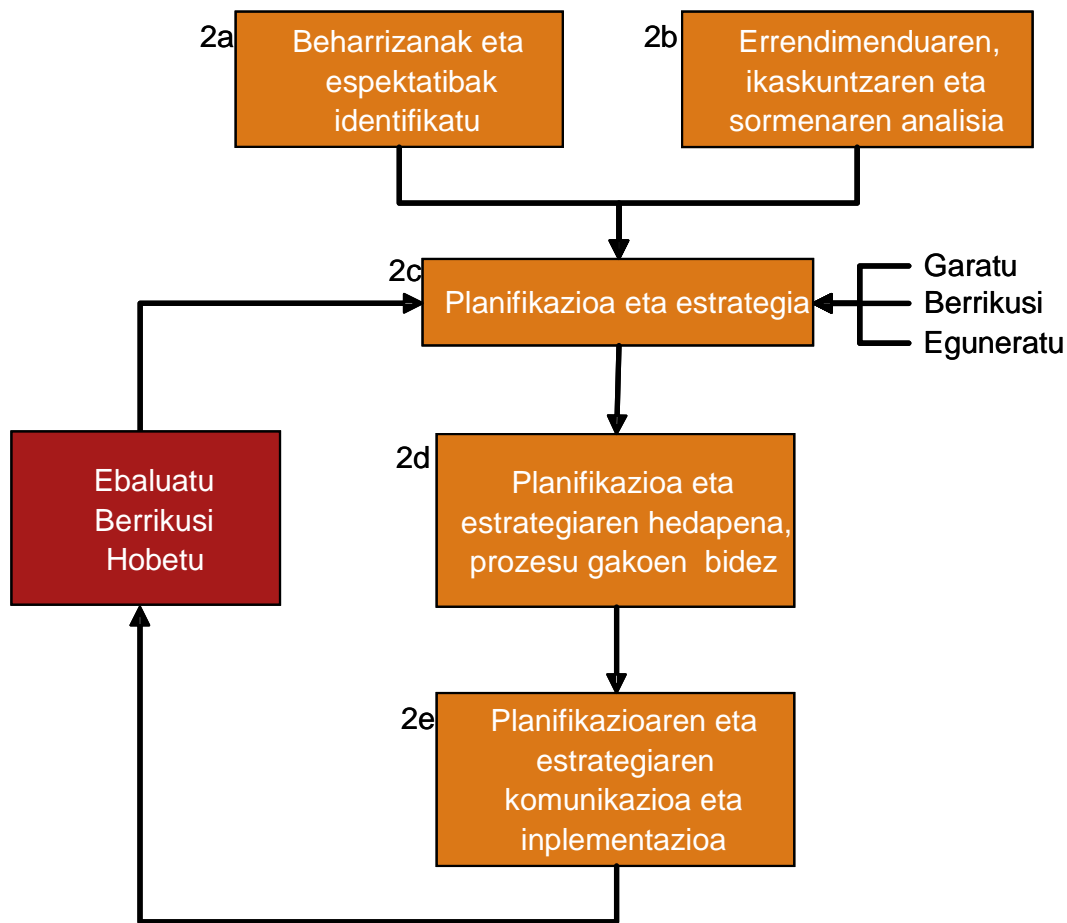 2a
Beharrizanak eta
espektatibak
identifikatu
2b
Errendimenduaren,
ikaskuntzaren eta
sormenaren analisia
2c
Planifikazioa eta estrategia
Garatu
Berrikusi
Eguneratu
Ebaluatu
Berrikusi
Hobetu
2d
Planifikazioa eta
estrategiaren hedapena,
prozesu gakoen  bidez
2e
Planifikazioaren eta
estrategiaren
komunikazioa eta
inplementazioa